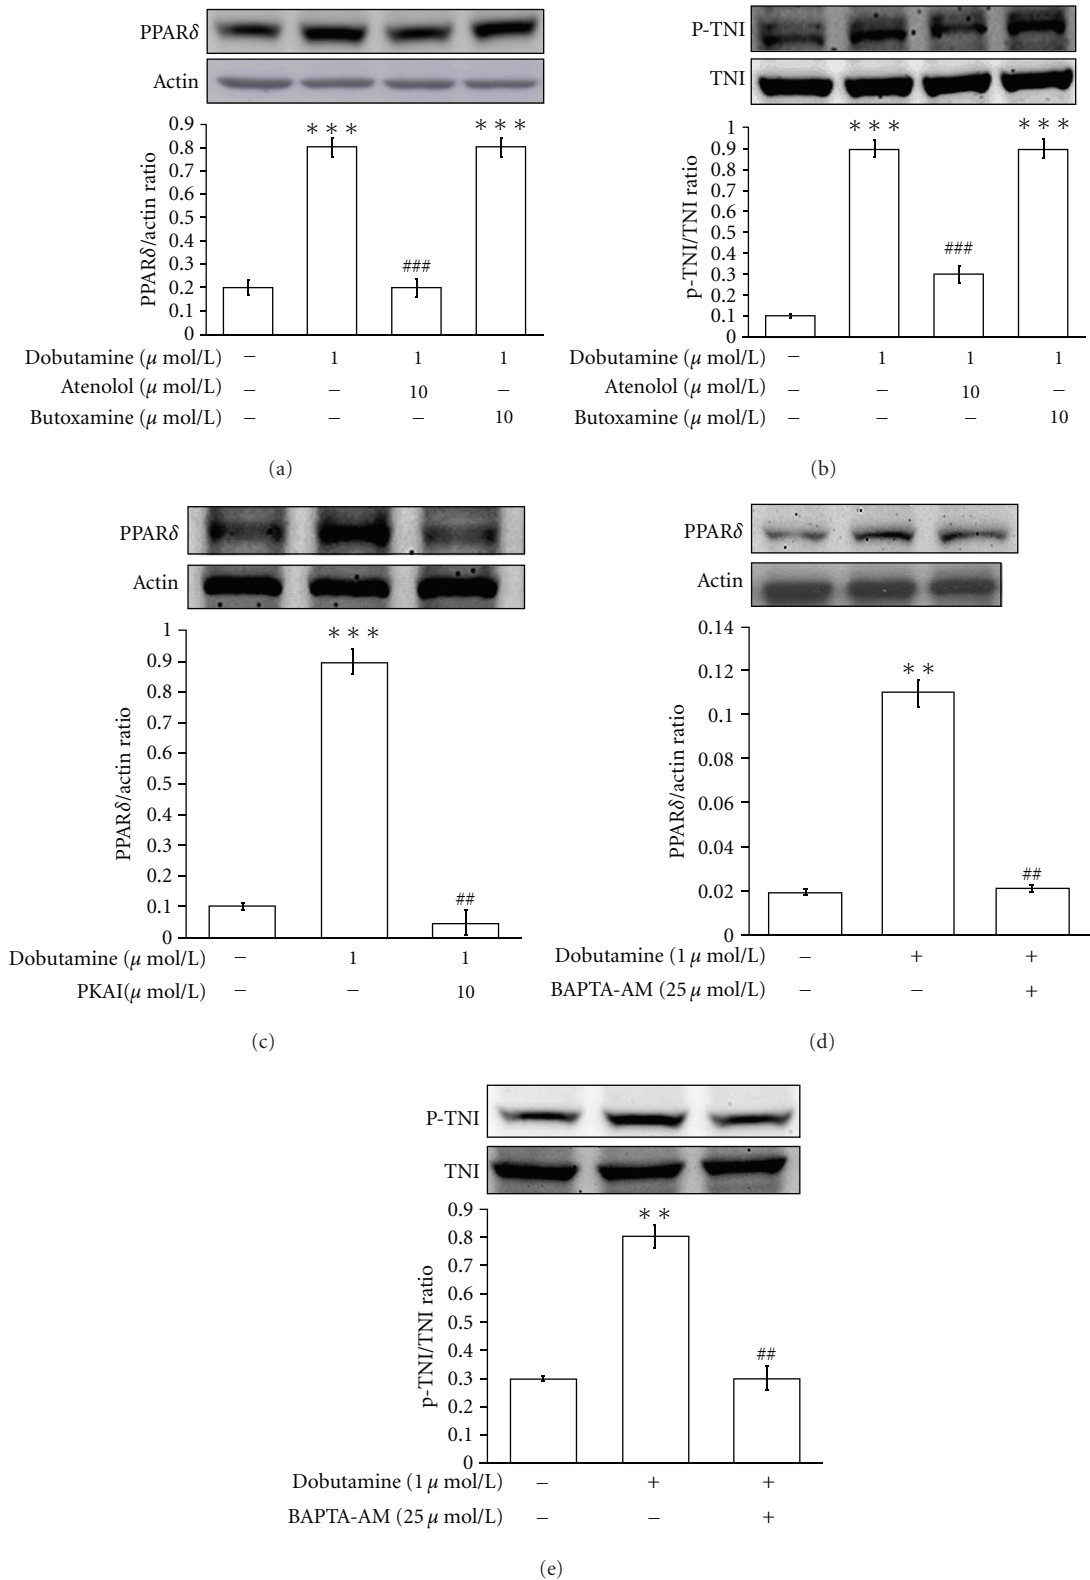 PPARδ
Actin
PPARδ/actin ratio
0.9
0.8
0.7
0.6
0.5
0.4
0.3
0.2
0.1
0
∗∗∗
###
∗∗∗
Dobutamine (μ mol/L) − 1 1 1
Atenolol (μ mol/L) − − 10 −
Butoxamine (μ mol/L) − − − 10
(a)
P-TNI
TNI
p-TNI/TNI ratio
1
0.9
0.8
0.7
0.6
0.5
0.4
0.3
0.2
0.1
0
∗∗∗
###
∗∗∗
Dobutamine (μ mol/L) − 1 1 1
Atenolol (μ mol/L) − − 10 −
Butoxamine (μ mol/L) − − − 10
(b)
PPARδ
Actin
PPARδ/actin ratio
1
0.9
0.8
0.7
0.6
0.5
0.4
0.3
0.2
0.1
0
∗∗∗
##
Dobutamine (μ mol/L) − 1 1
PKAI(μ mol/L) − − 10
(c)
PPARδ
Actin
PPARδ/actin ratio
0.14
0.12
0.1
0.08
0.06
0.04
0.02
0
∗∗
##
Dobutamine (1 μ mol/L) − + +
BAPTA-AM (25 μ mol/L) − − +
(d)
P-TNI
TNI
p-TNI/TNI ratio
0.9
0.8
0.7
0.6
0.5
0.4
0.3
0.2
0.1
0
∗∗
##
Dobutamine (1 μ mol/L) − + +
BAPTA-AM (25 μ mol/L) − − +
(e)